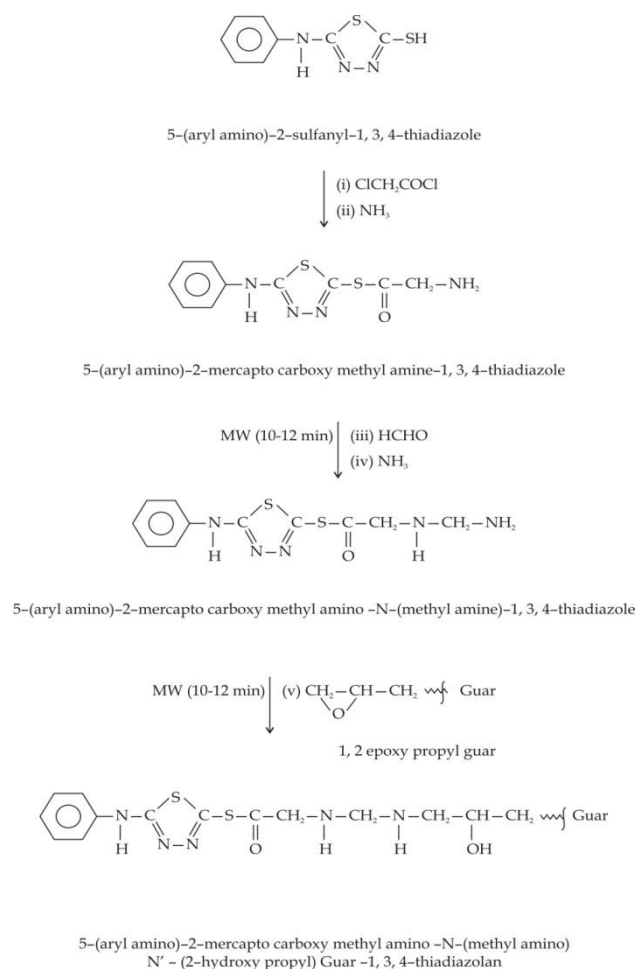 S
N–C C–SH
H N–N
5–(aryl amino)–2–sulfanyl–1, 3, 4–thiadiazole
(i) ClCH₂COCl
(ii) NH₃
S
N–C C–S–C–CH₂–NH₂
H N–N O
5–(aryl amino)–2–mercapto carboxy methyl amine–1, 3, 4–thiadiazole
MW (10-12 min) (iii) HCHO
(iv) NH₃
S
N–C C–S–C–CH₂–N–CH₂–NH₂
H N–N O H
5–(aryl amino)–2–mercapto carboxy methyl amino –N–(methyl amine)–1, 3, 4–thiadiazole
MW (10-12 min) (v) CH₂–CH–CH₂ Guar
O
1, 2 epoxy propyl guar
S
N–C C–S–C–CH₂–N–CH₂–N–CH₂–CH–CH₂ Guar
H N–N O H H OH
5–(aryl amino)–2–mercapto carboxy methyl amino –N–(methyl amino)
N' – (2–hydroxy propyl) Guar –1, 3, 4–thiadiazolan